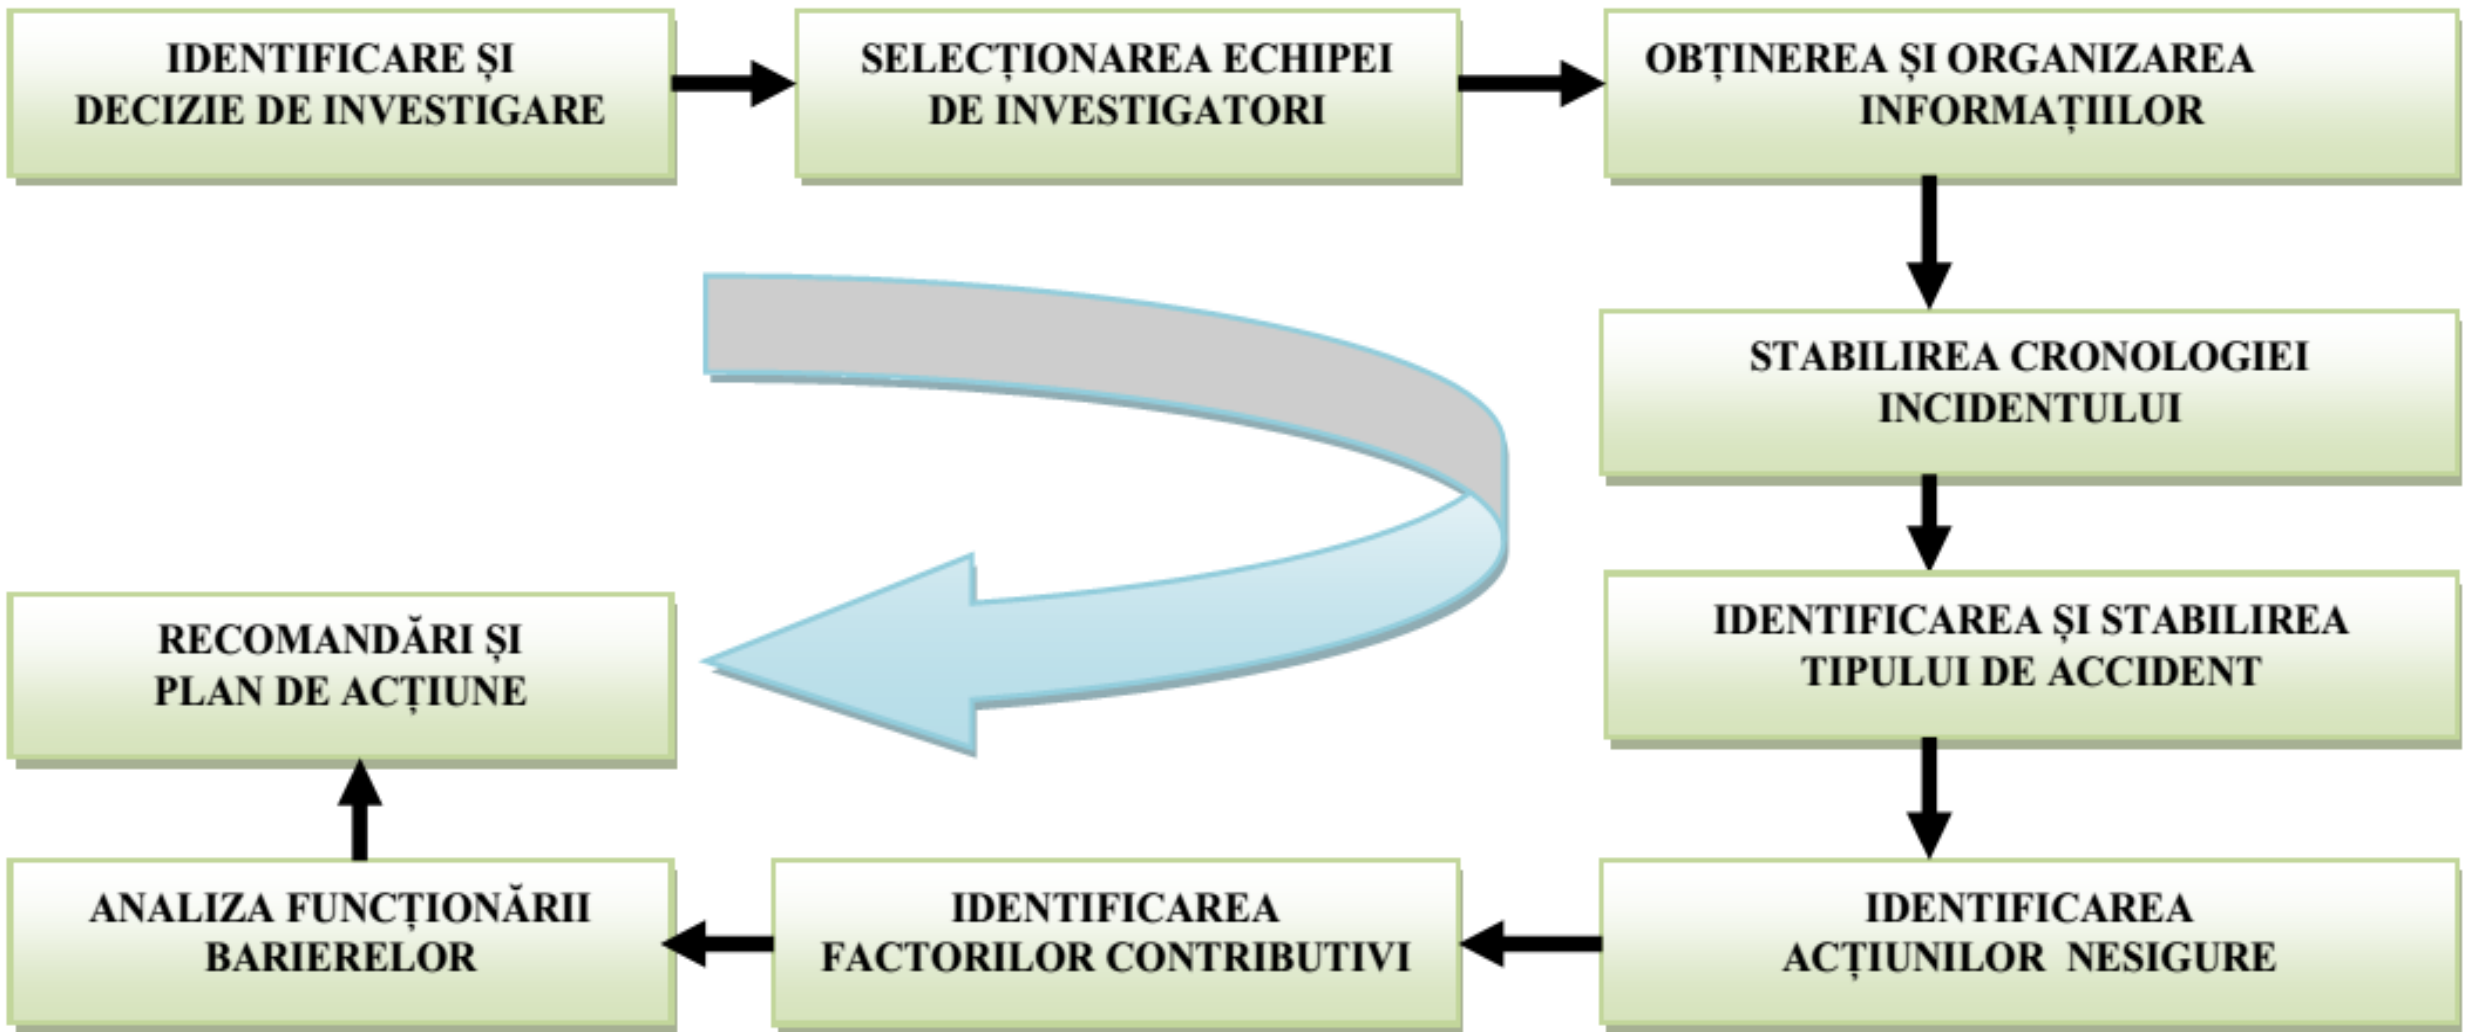 IDENTIFICARE ȘI
DECIZIE DE INVESTIGARE
SELECȚIONAREA ECHIPEI
DE INVESTIGATORI
OBȚINEREA ȘI ORGANIZAREA
INFORMAȚIILOR
STABILIREA CRONOLOGIEI
INCIDENTULUI
IDENTIFICAREA ȘI STABILIREA
TIPULUI DE ACCIDENT
IDENTIFICAREA
ACȚIUNILOR NESIGURE
IDENTIFICAREA
FACTORILOR CONTRIBUTIVI
ANALIZA FUNCȚIONĂRII
BARIERELOR
RECOMANDĂRI ȘI
PLAN DE ACȚIUNE